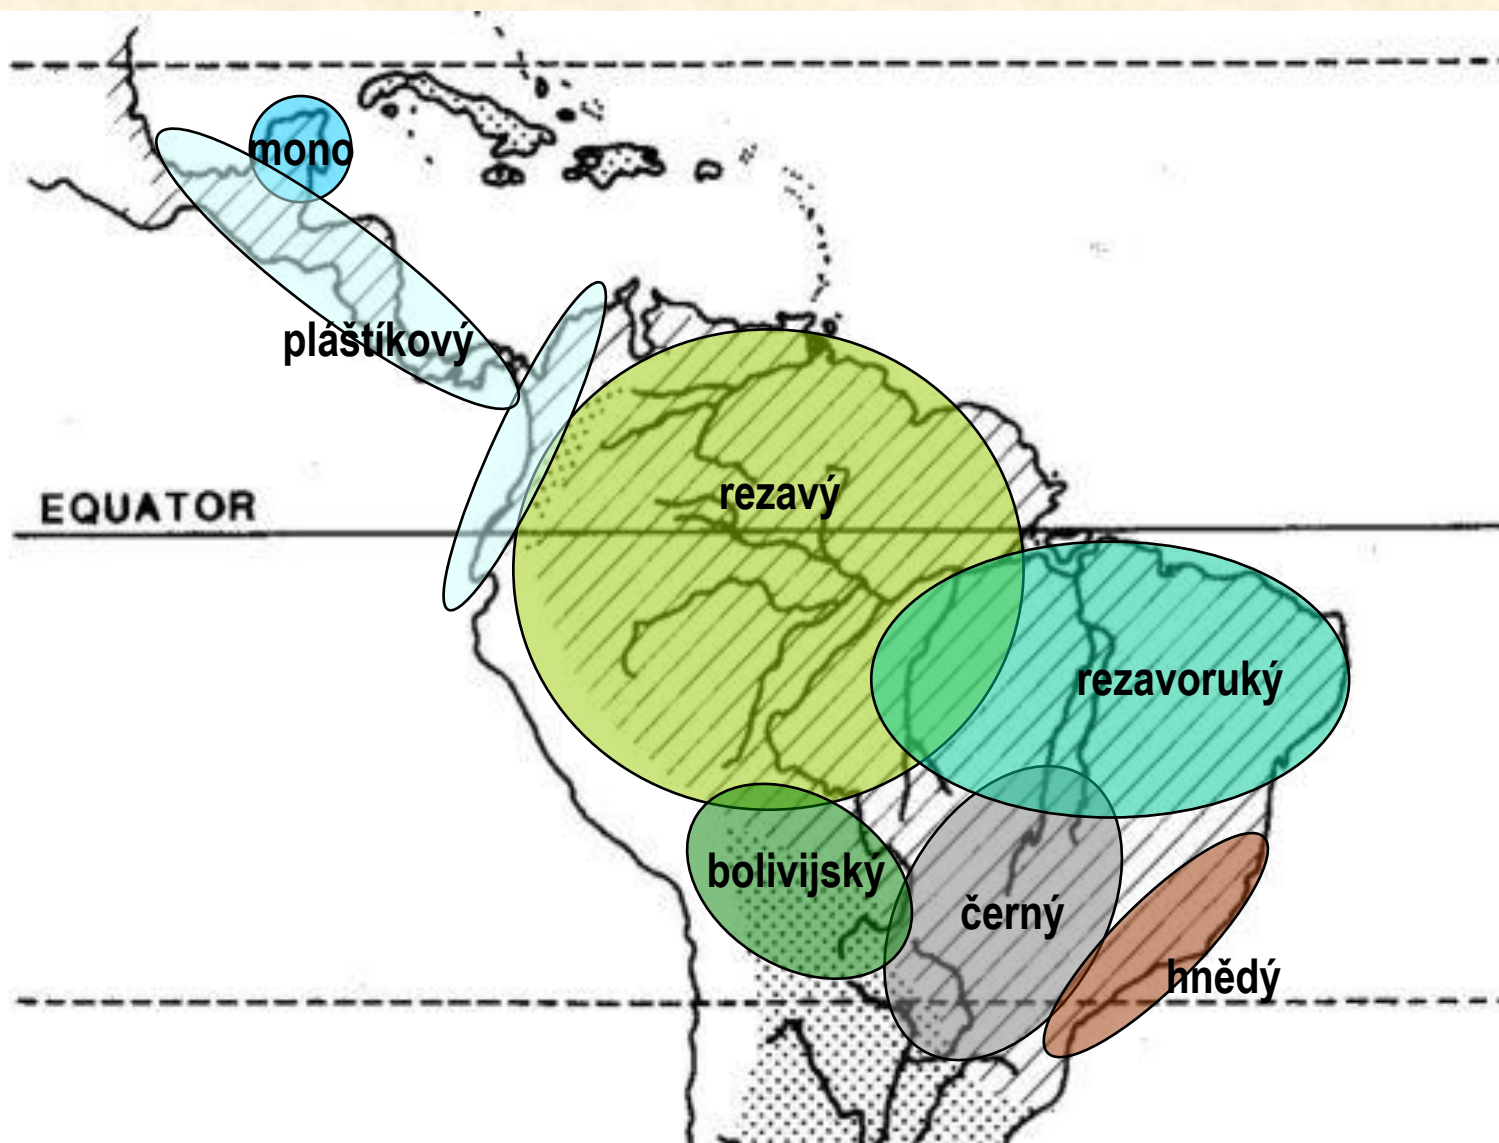 mono
pláštíkový
rezavý
EQUATOR
rezavoruký
bolivijský
černý
hnědý